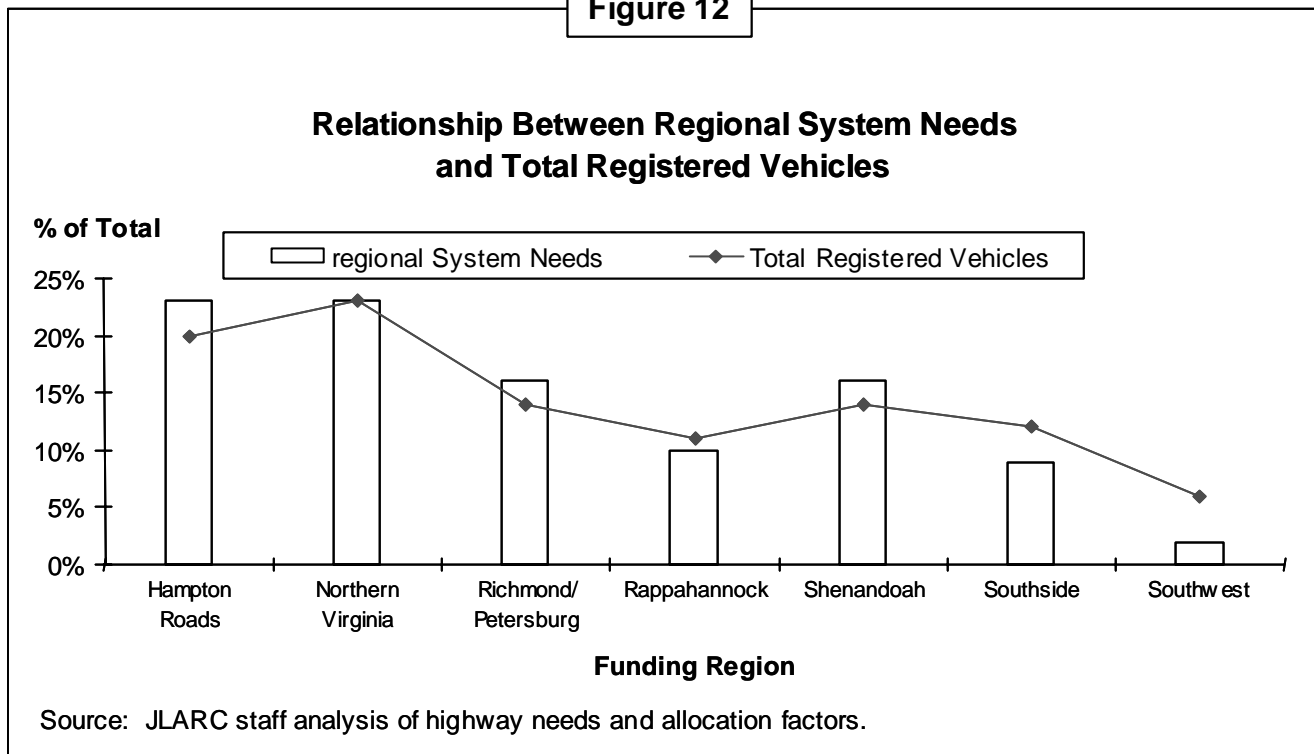 Figure 12
Relationship Between Regional System Needs
and Total Registered Vehicles
% of Total
regional System Needs
Total Registered Vehicles
25%
20%
15%
10%
5%
0%
Hampton
Roads
Northern
Virginia
Richmond/
Petersburg
Rappahannock
Shenandoah
Southside
Southwest
Funding Region
Source: JLARC staff analysis of highway needs and allocation factors.